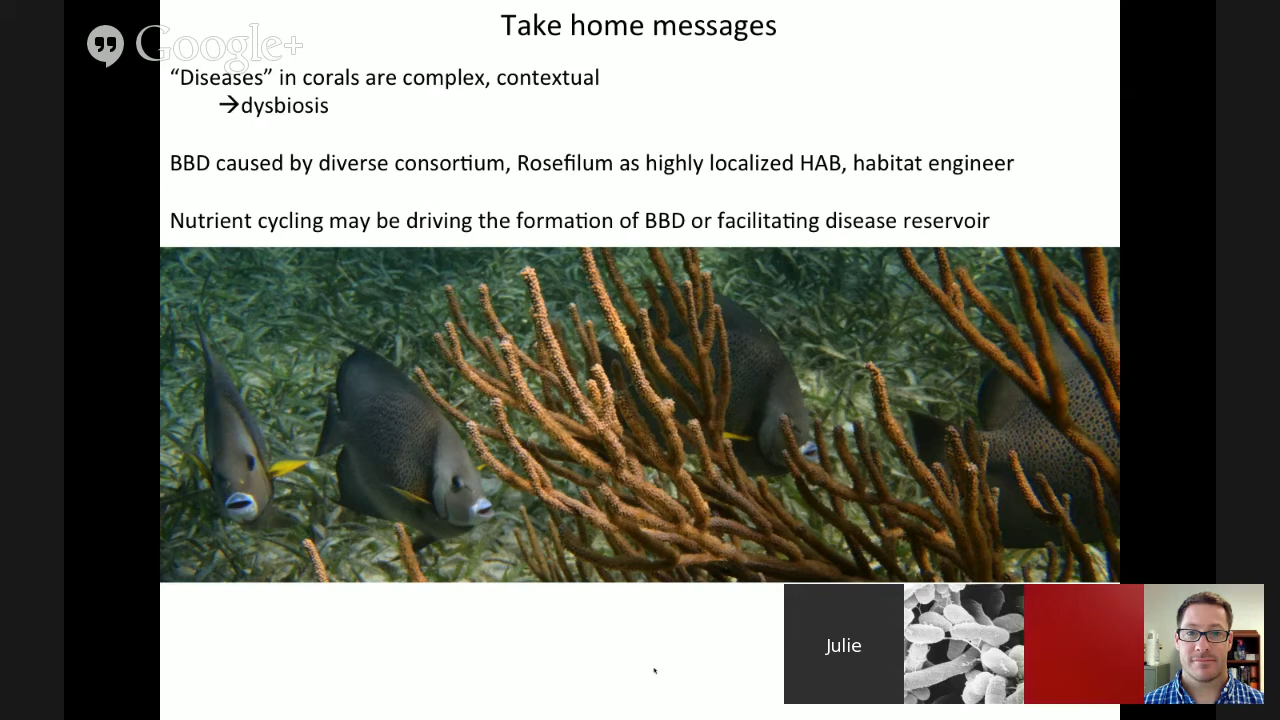 Take home messages
Google+
“Diseases” in corals are complex, contextual
→dysbiosis
BBD caused by diverse consortium, Rosefilum as highly localized HAB, habitat engineer
Nutrient cycling may be driving the formation of BBD or facilitating disease reservoir
Julie